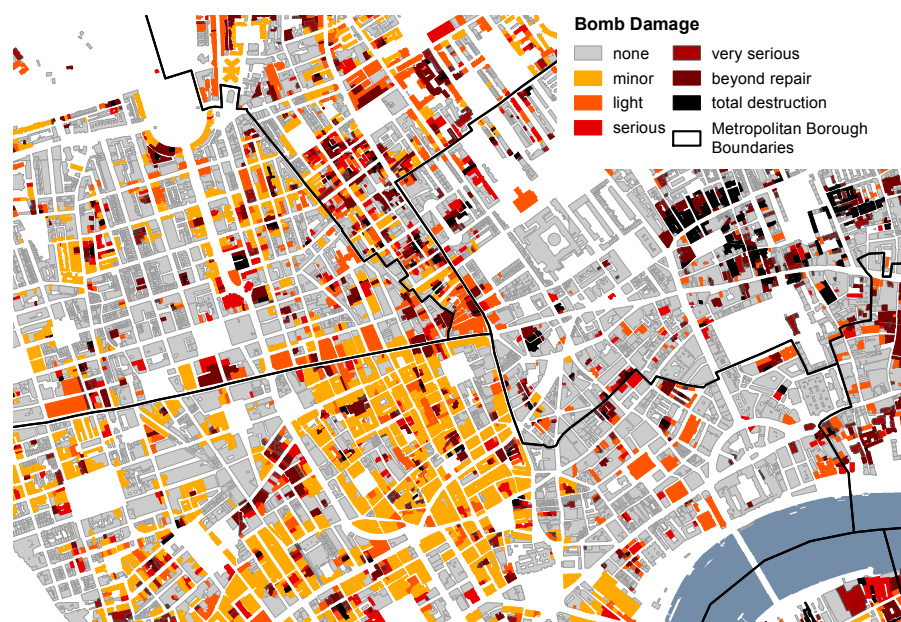 Bomb Damage
none
minor
light
serious
very serious
beyond repair
total destruction
Metropolitan Borough
Boundaries